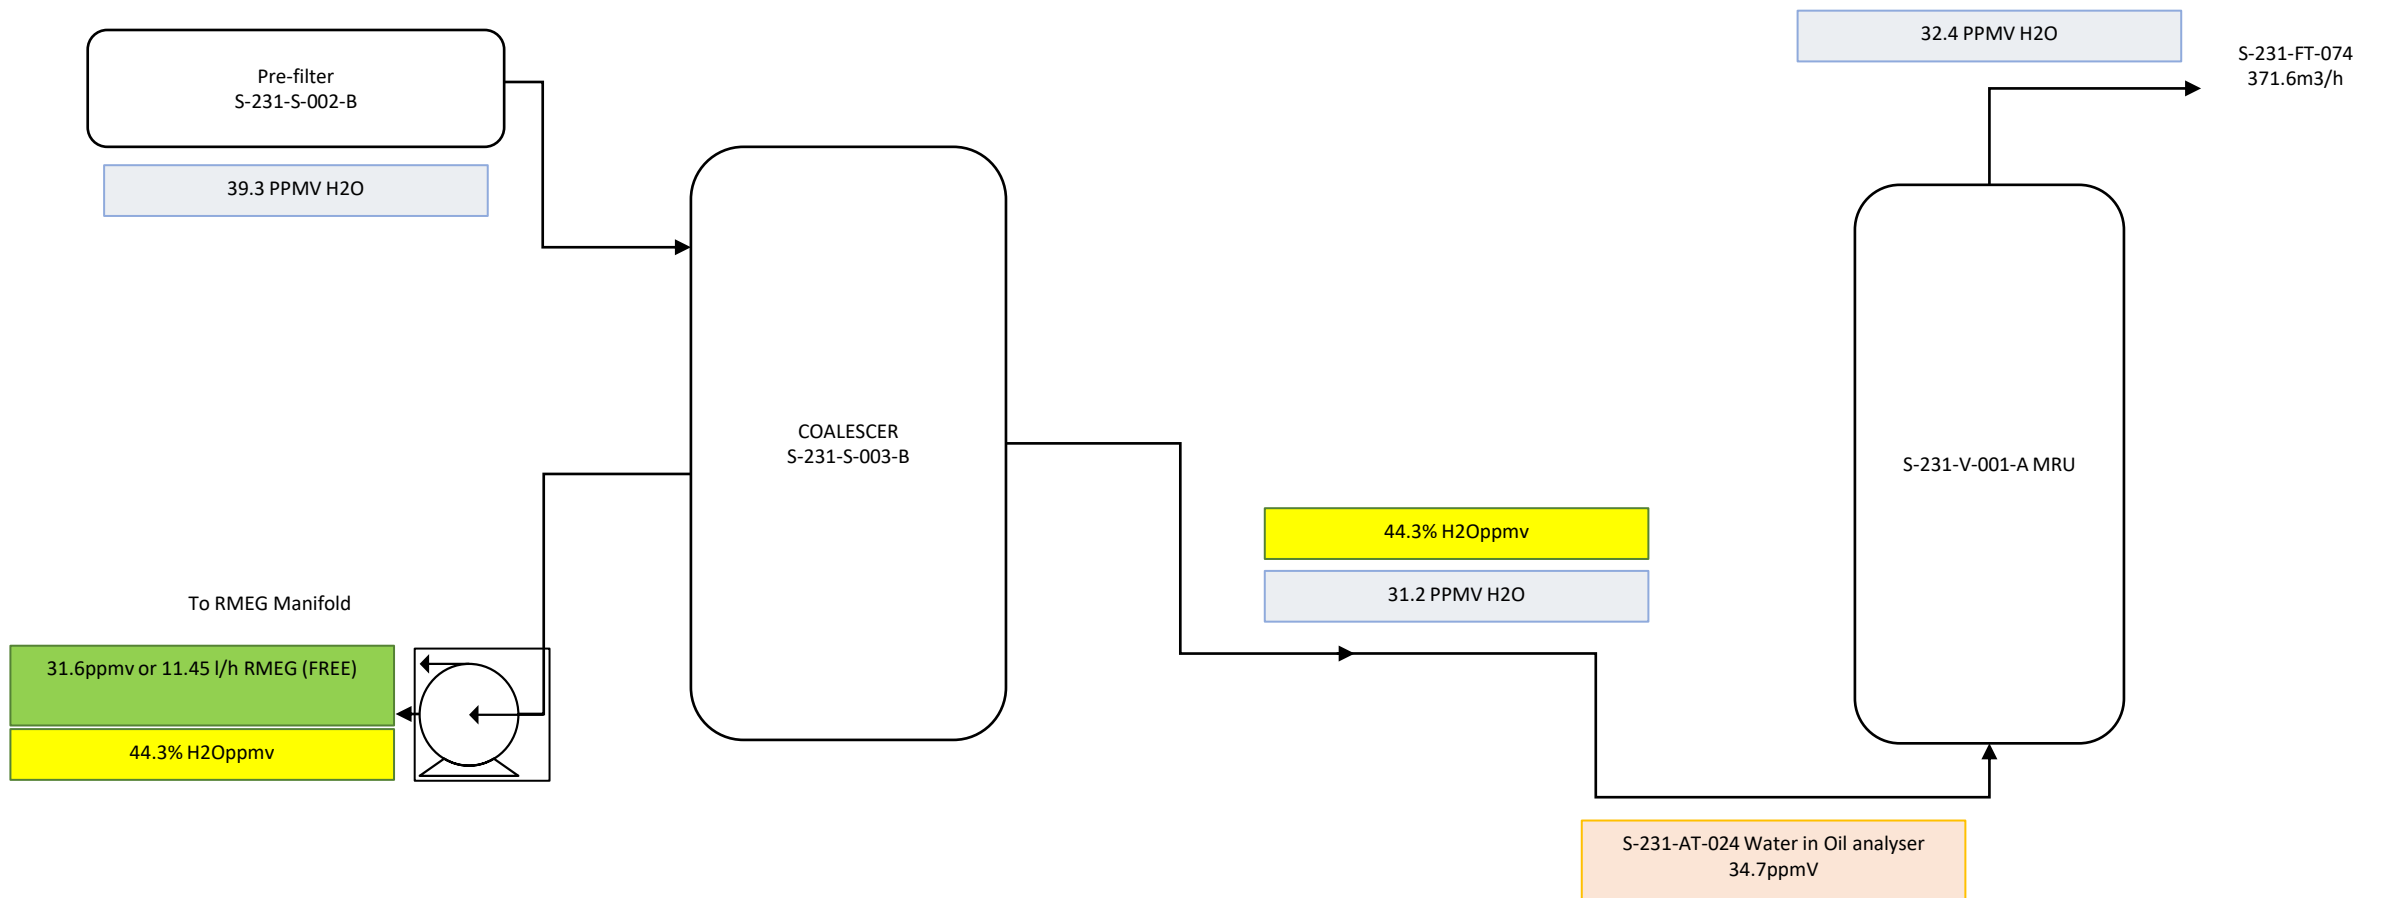 Pre-filter
S-231-S-002-B
39.3 PPMV H2O
COALESCER
S-231-S-003-B
To RMEG Manifold
31.6ppmv or 11.45 l/h RMEG (FREE)
44.3% H2Oppmv
44.3% H2Oppmv
31.2 PPMV H2O
S-231-AT-024 Water in Oil analyser
34.7ppmV
S-231-V-001-A MRU
32.4 PPMV H2O
S-231-FT-074
371.6m3/h